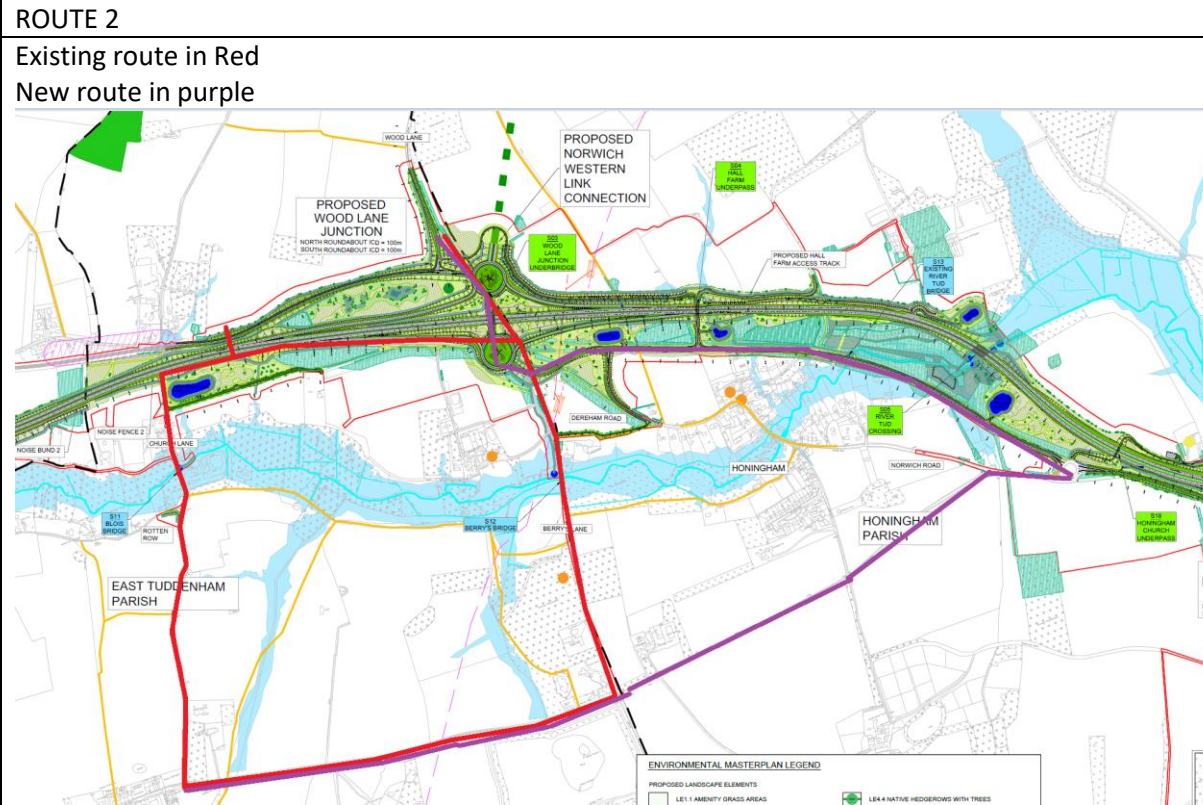 ROUTE 2
Existing route in Red
New route in purple
WOOD LANE
PROPOSED
NORWICH
WESTERN
LINK
CONNECTION
S04
HALL
FARM
UNDERPASS
PROPOSED
WOOD LANE
JUNCTION
NORTH ROUNDABOUT ICD = 100m
SOUTH ROUNDABOUT ICD = 100m
S03
WOOD
LANE
JUNCTION
UNDERBRIDGE
PROPOSED HALL
FARM ACCESS TRACK
S13
EXISTING
RIVER
TUD
BRIDGE
NOISE FENCE 2
NOISE BUND 2
CHURCH LANE
DEREHAM ROAD
S05
RIVER
TUD
CROSSING
HONINGHAM
NORWICH ROAD
S11
BLOIS
BRIDGE
ROTTEN
ROW
S12
BERRY'S BRIDGE
BERRY'S LANE
HONINGHAM
PARISH
S18
HONINGHAM
CHURCH
UNDERPASS
EAST TUDDENHAM
PARISH
ENVIRONMENTAL MASTERPLAN LEGEND
PROPOSED LANDSCAPE ELEMENTS
LE1.1 AMENITY GRASS AREAS
LE4.4 NATIVE HEDGEROWS WITH TREES